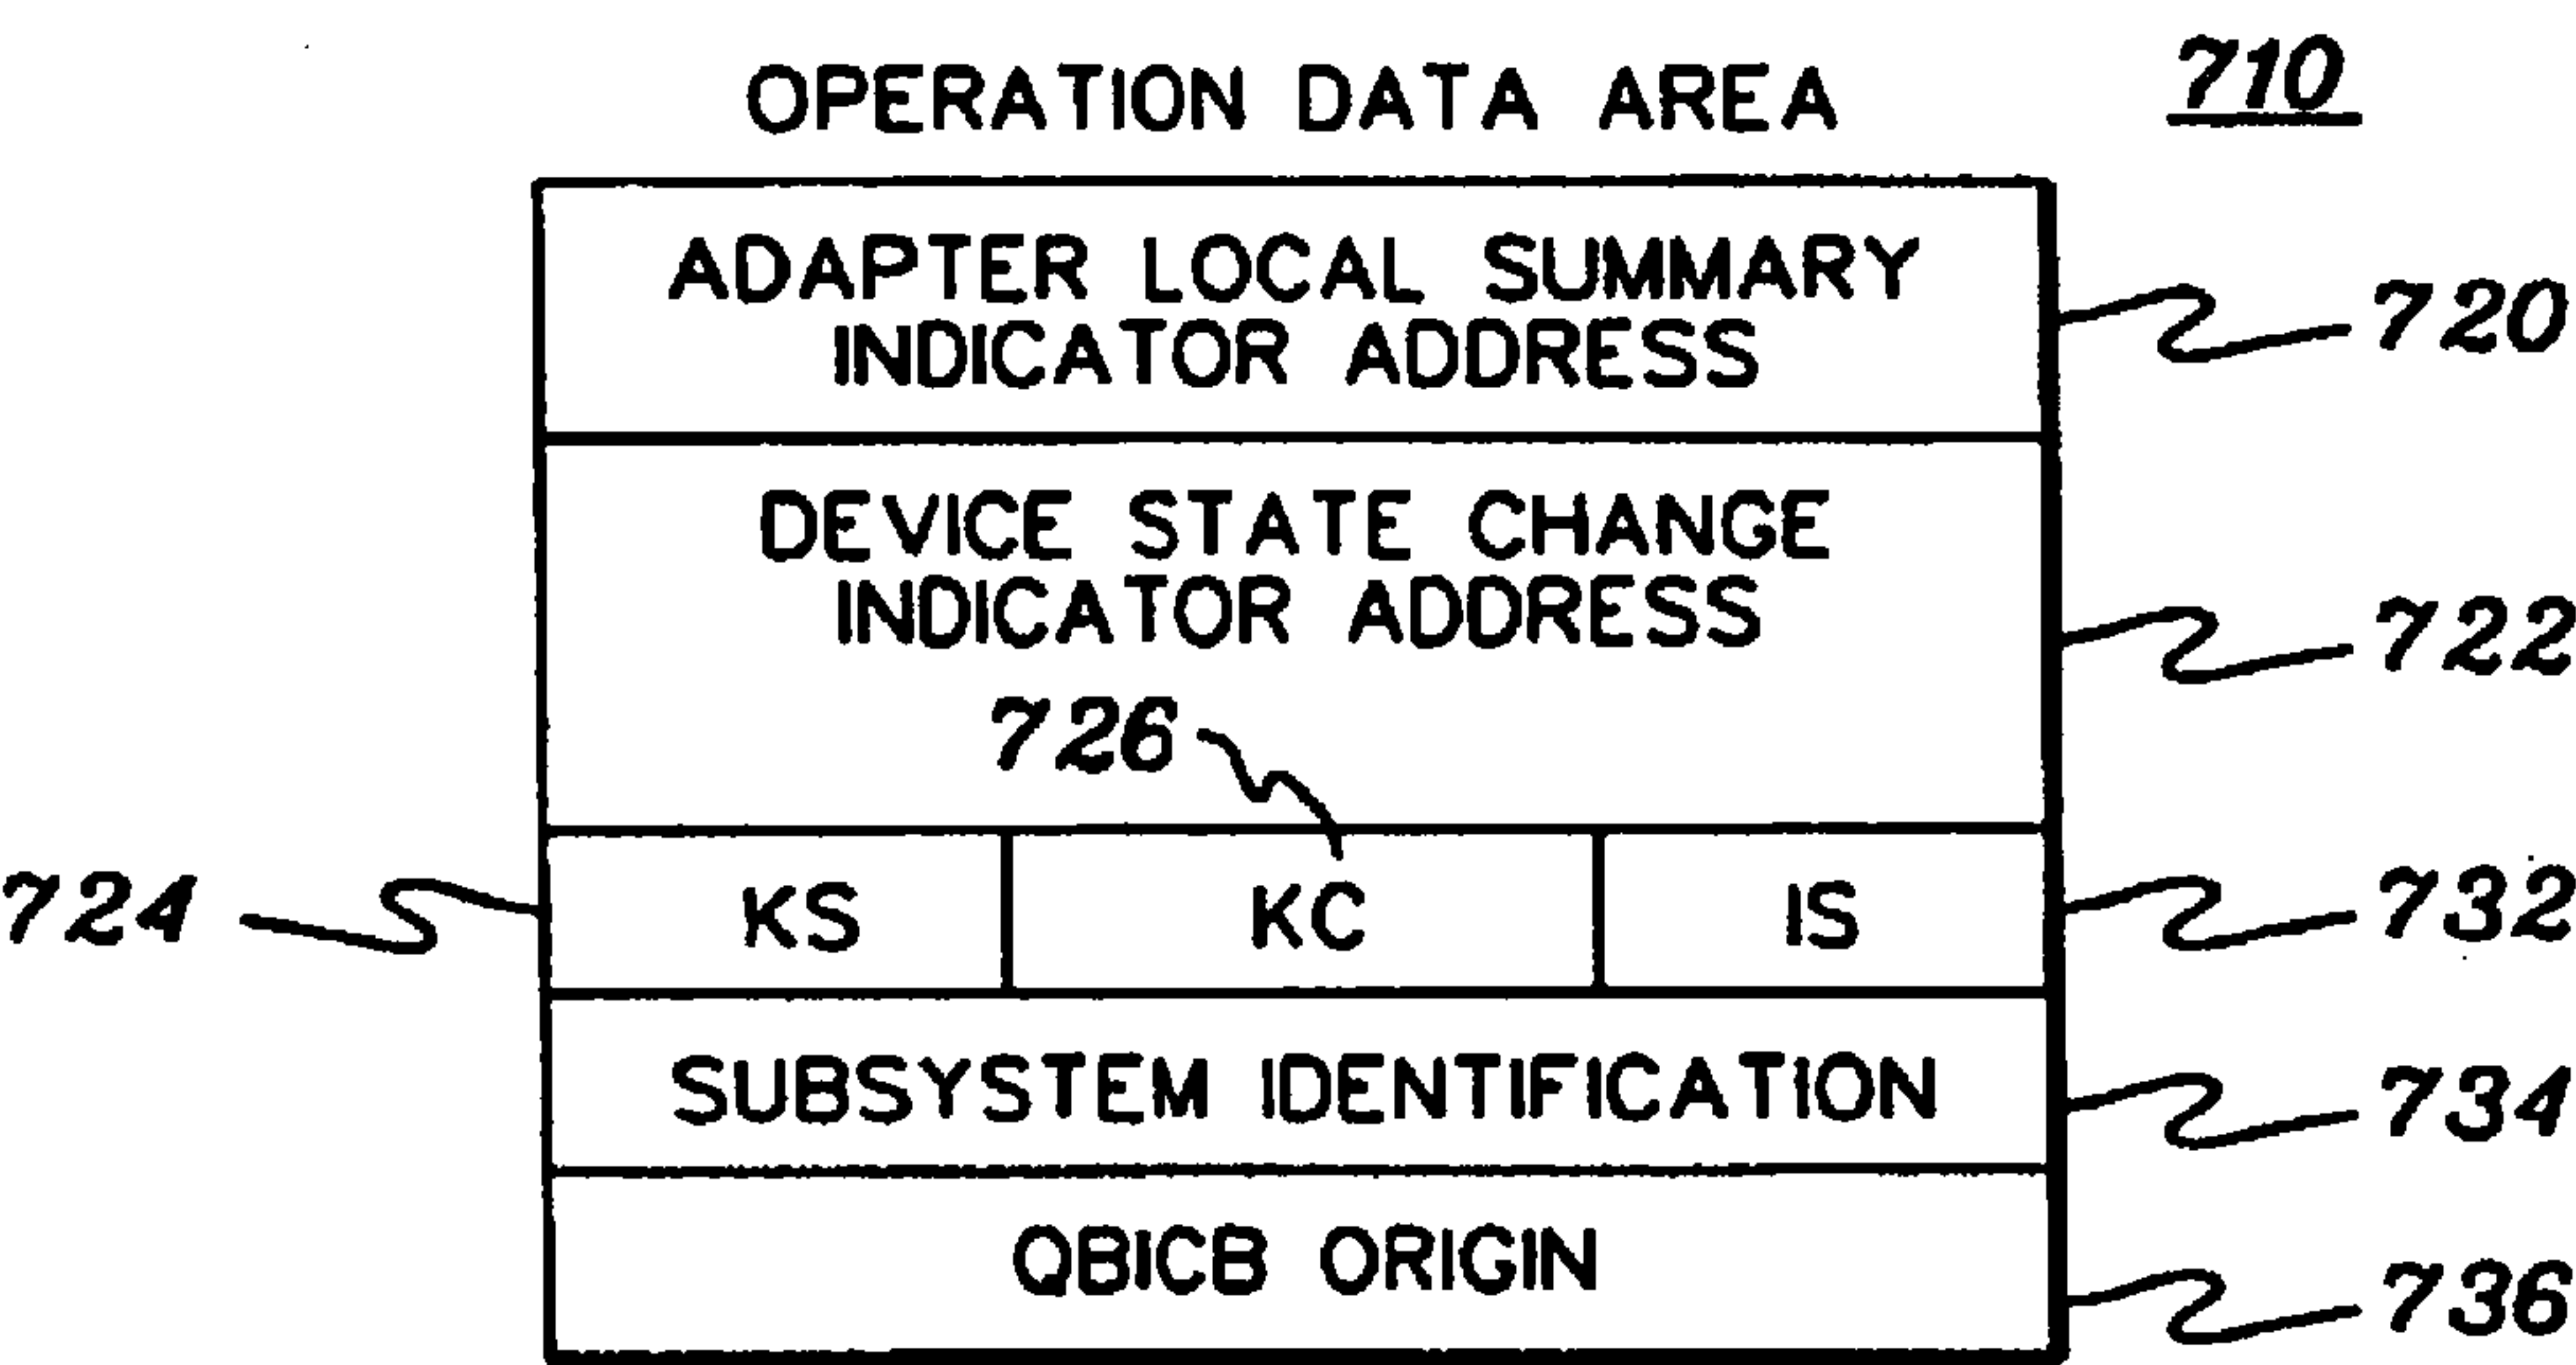 OPERATION DATA AREA 710
ADAPTER LOCAL SUMMARY
INDICATOR ADDRESS
720
DEVICE STATE CHANGE
INDICATOR ADDRESS
722
726
724 KS KC IS 732
SUBSYSTEM IDENTIFICATION 734
QBICB ORIGIN 736